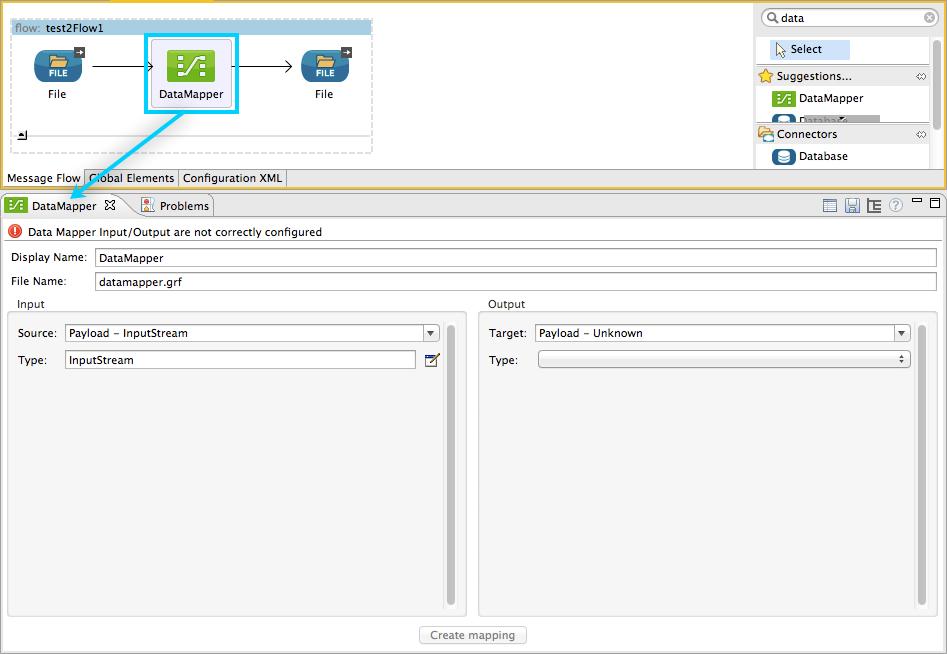 flow: test2Flow1
data
FILE
FILE
File
DataMapper
File
Select
Suggestions...
DataMapper
Database
Connectors
Database
Message Flow
Global Elements
Configuration XML
DataMapper
Problems
Data Mapper Input/Output are not correctly configured
Display Name: DataMapper
File Name: datamapper.grf
Input
Source: Payload – InputStream
Type: InputStream
Output
Target: Payload – Unknown
Type:
Create mapping